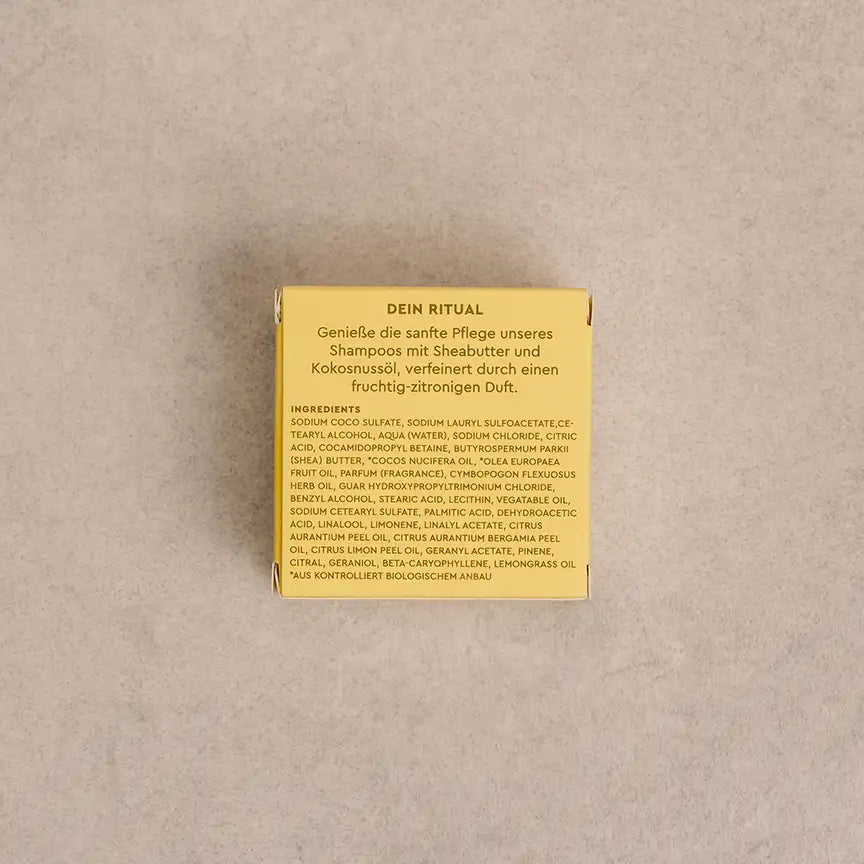 DEIN RITUAL
Genieße die sanfte Pflege unseres
Shampoos mit Sheabutter und
Kokosnussöl, verfeinert durch einen
fruchtig-zitronigen Duft.
INGREDIENTS
SODIUM COCO SULFATE, SODIUM LAURYL SULFOACETATE,CE-
TEARYL ALCOHOL, AQUA (WATER), SODIUM CHLORIDE, CITRIC
ACID, COCAMIDOPROPYL BETAINE, BUTYROSPERMUM PARKII
(SHEA) BUTTER, *COCOS NUCIFERA OIL, *OLEA EUROPAEA
FRUIT OIL, PARFUM (FRAGRANCE), CYMBOPOGON FLEXUOSUS
HERB OIL, GUAR HYDROXYPROPYLTRIMONIUM CHLORIDE,
BENZYL ALCOHOL, STEARIC ACID, LECITHIN, VEGATABLE OIL,
SODIUM CETEARYL SULFATE, PALMITIC ACID, DEHYDROACETIC
ACID, LINALOOL, LIMONENE, LINALYL ACETATE, CITRUS
AURANTIUM PEEL OIL, CITRUS AURANTIUM BERGAMIA PEEL
OIL, CITRUS LIMON PEEL OIL, GERANYL ACETATE, PINENE,
CITRAL, GERANIOL, BETA-CARYOPHYLLENE, LEMONGRASS OIL
*AUS KONTROLLIERT BIOLOGISCHEM ANBAU